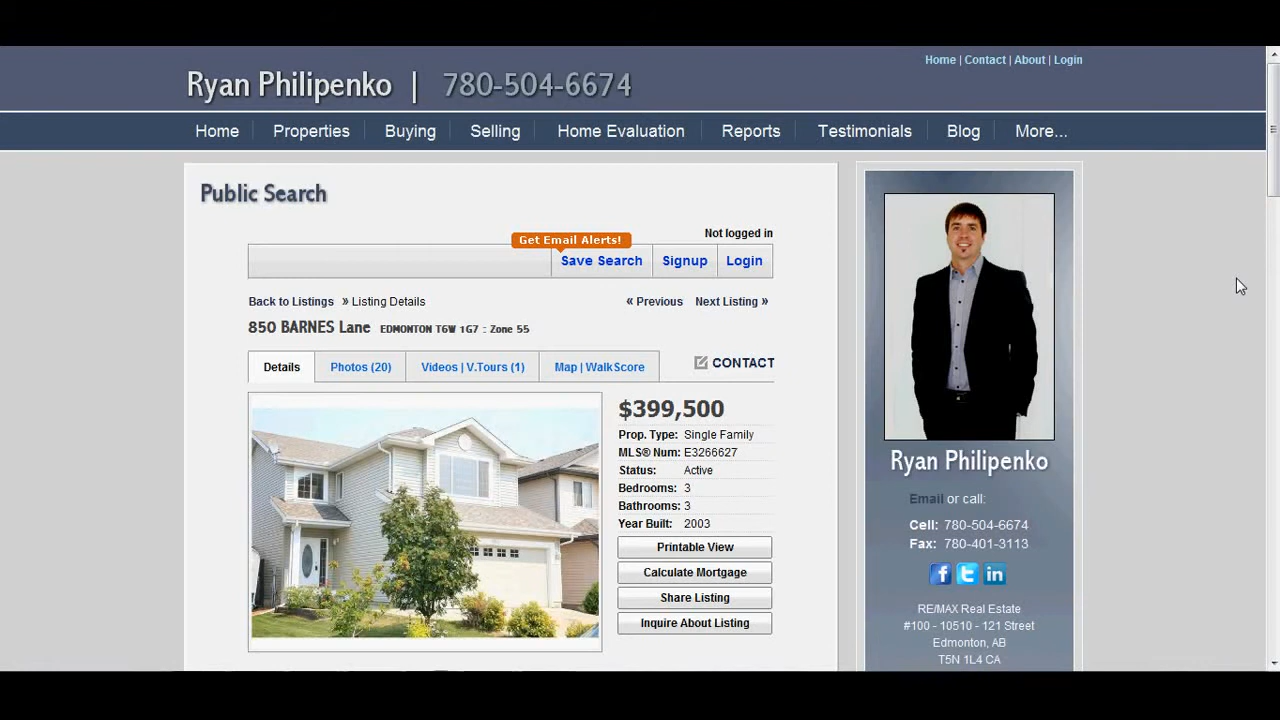 Home | Contact | About | Login
Ryan Philipenko | 780-504-6674
Home Properties Buying Selling Home Evaluation Reports Testimonials Blog More...
Public Search
Not logged in
Get Email Alerts!
Save Search Signup Login
Back to Listings » Listing Details « Previous Next Listing »
850 BARNES Lane EDMONTON T6W 1G7 : Zone 55
Details Photos (20) Videos | V.Tours (1) Map | WalkScore CONTACT
$399,500
Prop. Type: Single Family
MLS® Num: E3266627
Status: Active
Bedrooms: 3
Bathrooms: 3
Year Built: 2003
Printable View
Calculate Mortgage
Share Listing
Inquire About Listing
Ryan Philipenko
Email or call:
Cell: 780-504-6674
Fax: 780-401-3113
f t in
RE/MAX Real Estate
#100 - 10510 - 121 Street
Edmonton, AB
T5N 1L4 CA